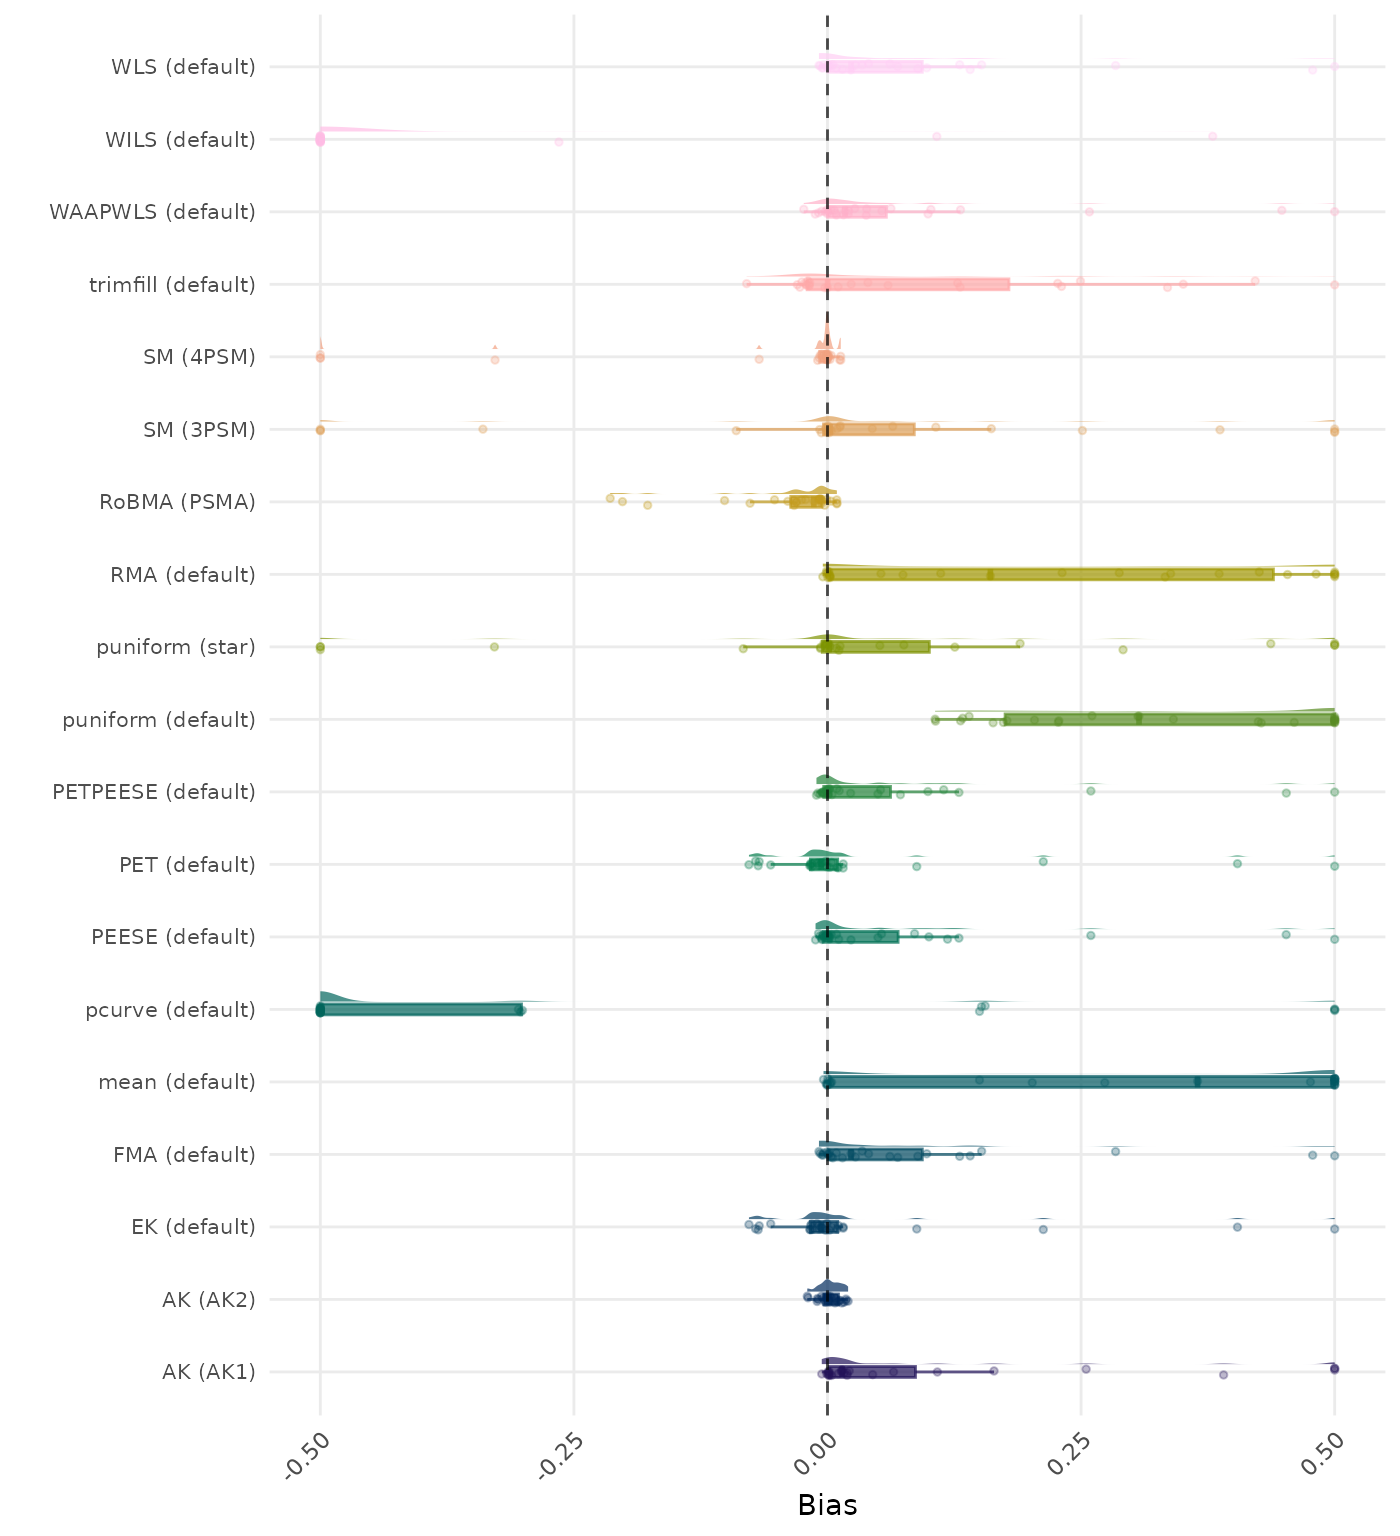 WLS (default)
WILS (default)
WAAPWLS (default)
trimfill (default)
SM (4PSM)
SM (3PSM)
RoBMA (PSMA)
RMA (default)
puniform (star)
puniform (default)
PETPEESE (default)
PET (default)
PEESE (default)
pcurve (default)
mean (default)
FMA (default)
EK (default)
AK (AK2)
AK (AK1)
-0.50
-0.25
0.00
0.25
0.50
Bias